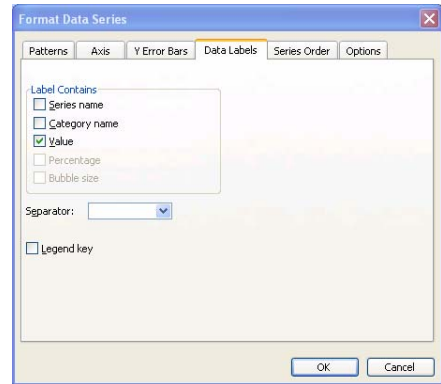 Format Data Series
Patterns Axis Y Error Bars Data Labels Series Order Options
Label Contains
Series name
Category name
Value
Percentage
Bubble size
Separator:
Legend key
OK Cancel